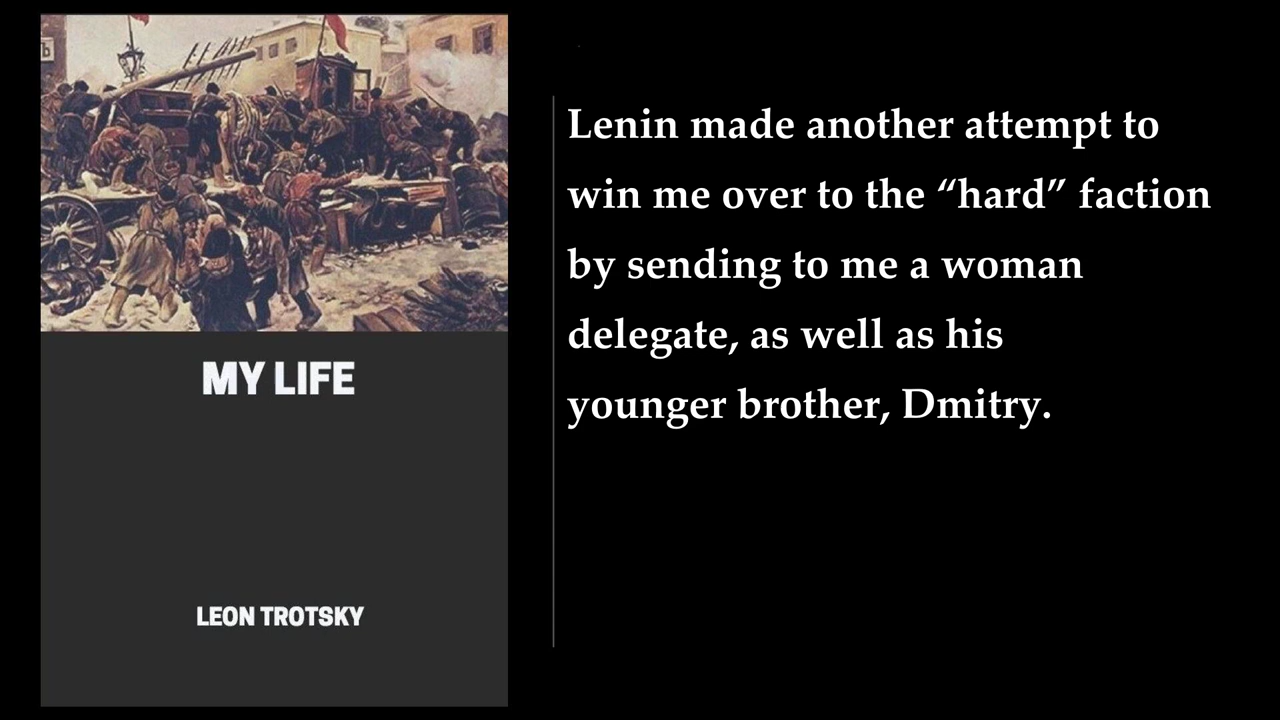 MY LIFE
LEON TROTSKY
Lenin made another attempt to
win me over to the “hard” faction
by sending to me a woman
delegate, as well as his
younger brother, Dmitry.